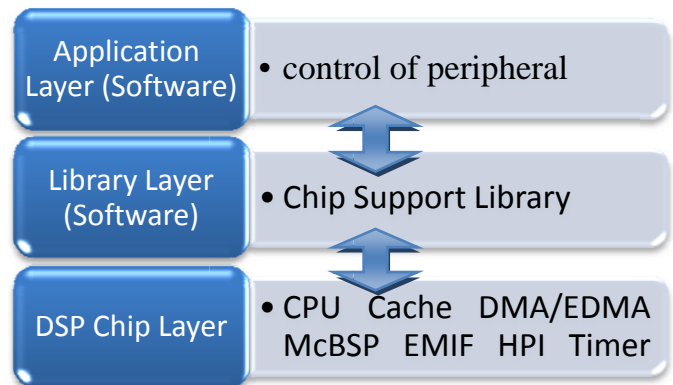 Application
Layer (Software)
• control of peripheral
Library Layer
(Software)
• Chip Support Library
DSP Chip Layer
• CPU Cache DMA/EDMA
McBSP EMIF HPI Timer